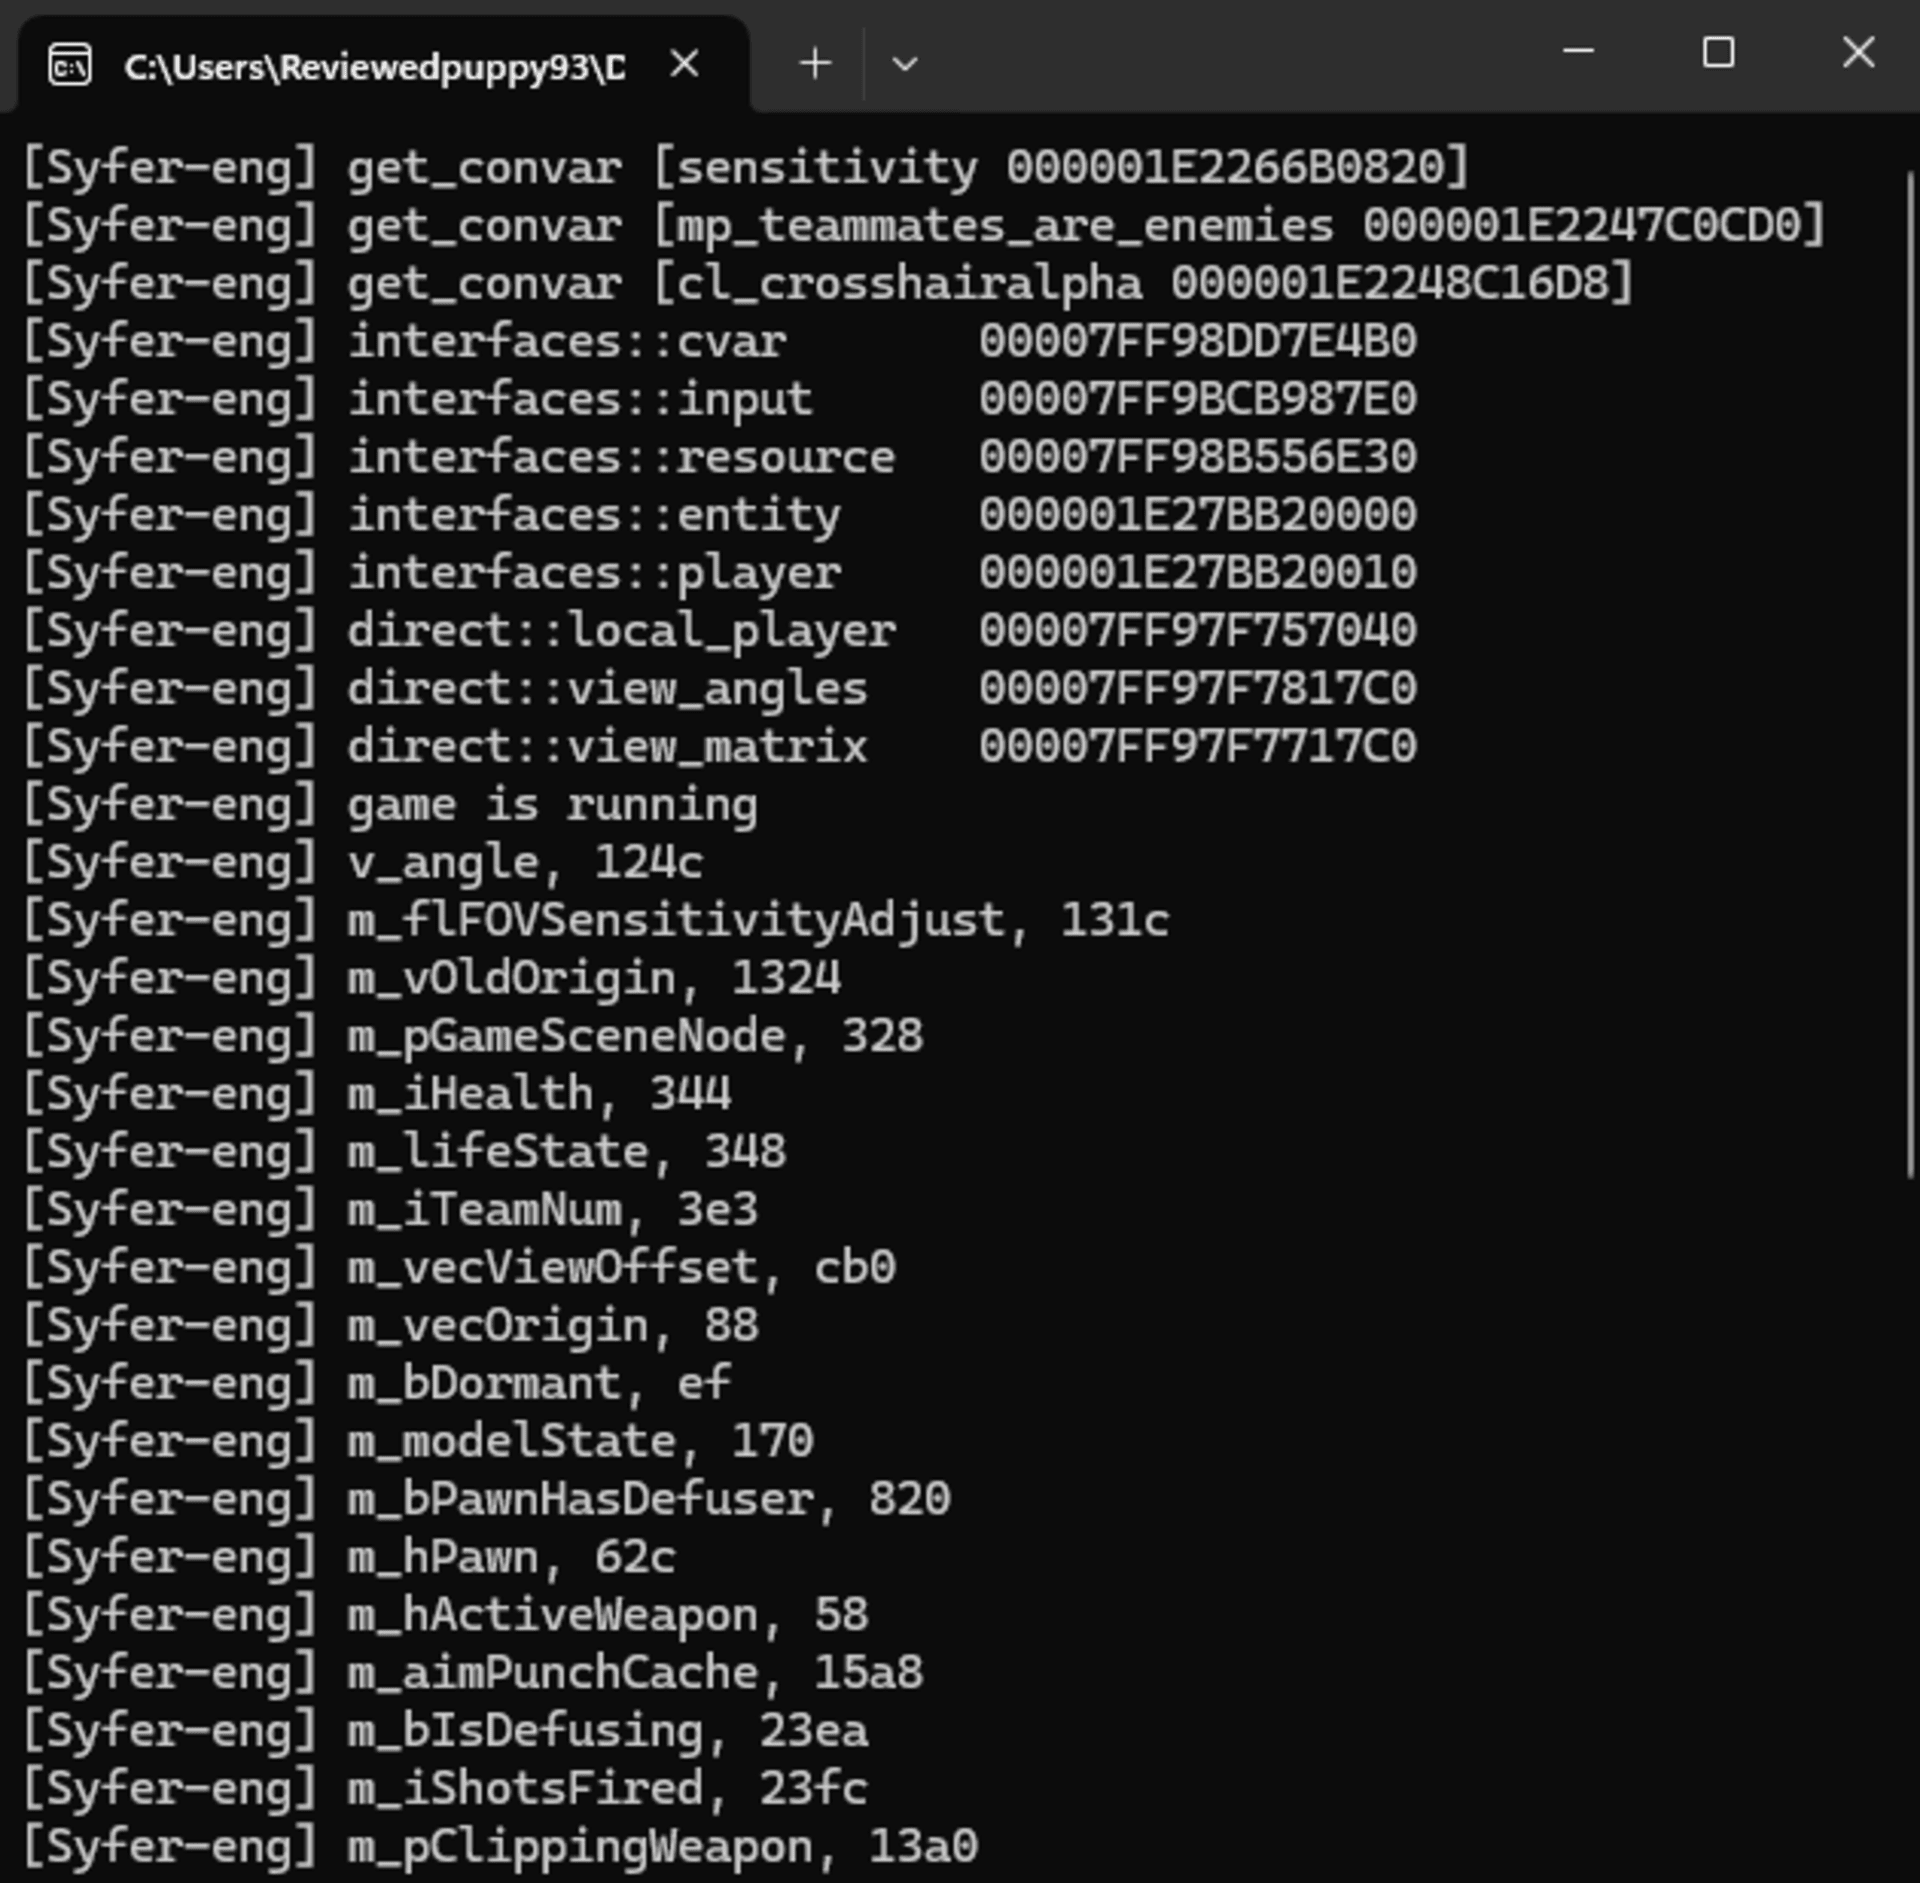 C:\Users\Reviewedpuppy93\D
[Syfer-eng] get_convar [sensitivity 000001E2266B0820]
[Syfer-eng] get_convar [mp_teammates_are_enemies 000001E2247C0CD0]
[Syfer-eng] get_convar [cl_crosshairalpha 000001E2248C16D8]
[Syfer-eng] interfaces::cvar 00007FF98DD7E4B0
[Syfer-eng] interfaces::input 00007FF9BCB987E0
[Syfer-eng] interfaces::resource 00007FF98B556E30
[Syfer-eng] interfaces::entity 000001E27BB20000
[Syfer-eng] interfaces::player 000001E27BB20010
[Syfer-eng] direct::local_player 00007FF97F757040
[Syfer-eng] direct::view_angles 00007FF97F7817C0
[Syfer-eng] direct::view_matrix 00007FF97F7717C0
[Syfer-eng] game is running
[Syfer-eng] v_angle, 124c
[Syfer-eng] m_flFOVSensitivityAdjust, 131c
[Syfer-eng] m_vOldOrigin, 1324
[Syfer-eng] m_pGameSceneNode, 328
[Syfer-eng] m_iHealth, 344
[Syfer-eng] m_lifeState, 348
[Syfer-eng] m_iTeamNum, 3e3
[Syfer-eng] m_vecViewOffset, cb0
[Syfer-eng] m_vecOrigin, 88
[Syfer-eng] m_bDormant, ef
[Syfer-eng] m_modelState, 170
[Syfer-eng] m_bPawnHasDefuser, 820
[Syfer-eng] m_hPawn, 62c
[Syfer-eng] m_hActiveWeapon, 58
[Syfer-eng] m_aimPunchCache, 15a8
[Syfer-eng] m_bIsDefusing, 23ea
[Syfer-eng] m_iShotsFired, 23fc
[Syfer-eng] m_pClippingWeapon, 13a0